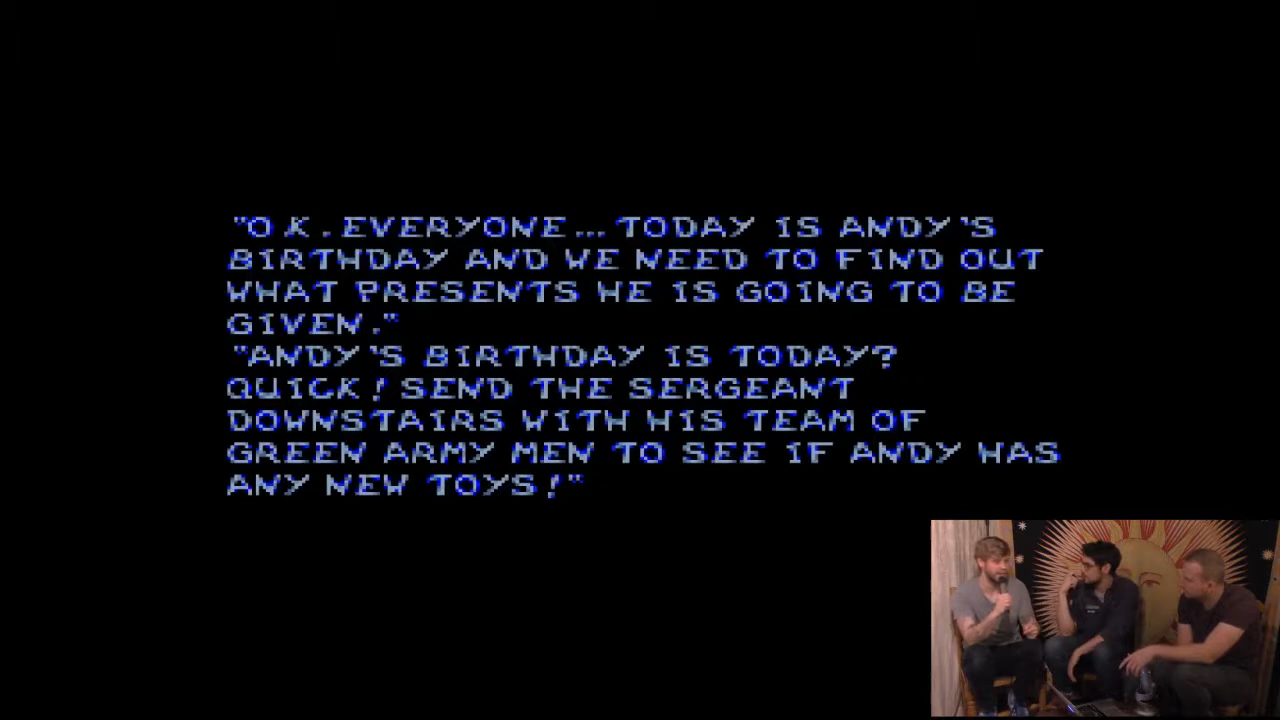 "O K. EVERYONE... TODAY IS ANDY'S
BIRTHDAY AND WE NEED TO FIND OUT
WHAT PRESENTS HE IS GOING TO BE
GIVEN."
"ANDY'S BIRTHDAY IS TODAY?
QUICK! SEND THE SERGEANT
DOWNSTAIRS WITH HIS TEAM OF
GREEN ARMY MEN TO SEE IF ANDY HAS
ANY NEW TOYS!"